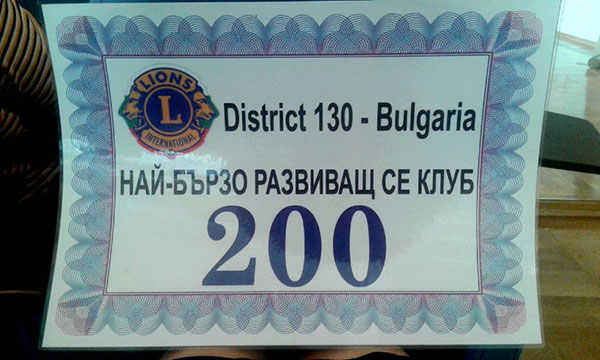 LIONS
L
INTERNATIONAL
District 130 - Bulgaria
НАЙ-БЪРЗО РАЗВИВАЩ СЕ КЛУБ
200